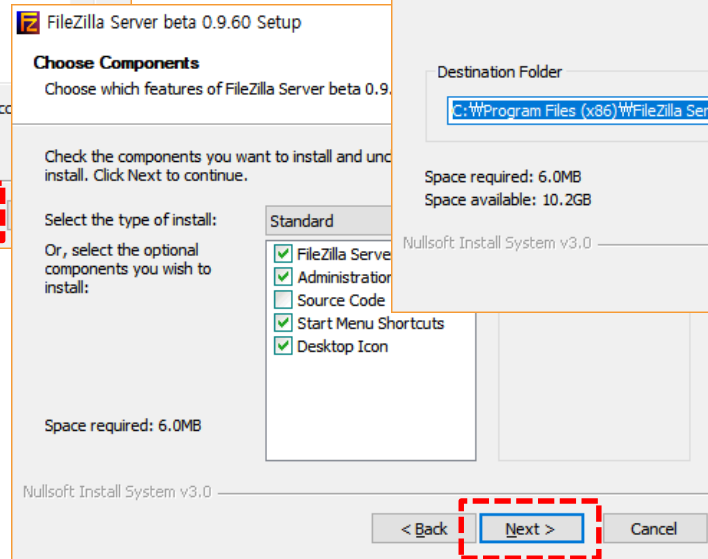 FileZilla Server beta 0.9.60 Setup
Choose Components
Choose which features of FileZilla Server beta 0.9.
Check the components you want to install and unc
install. Click Next to continue.
Select the type of install:
Standard
Or, select the optional
components you wish to
install:
FileZilla Serve
Administration
Source Code
Start Menu Shortcuts
Desktop Icon
Space required: 6.0MB
Nullsoft Install System v3.0
< Back
Next >
Cancel
Destination Folder
C:₩Program Files (x86)₩FileZilla Ser
Space required: 6.0MB
Space available: 10.2GB
Nullsoft Install System v3.0